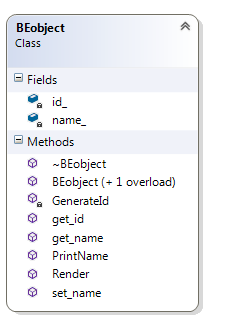 BEobject
Class
Fields
id_
name_
Methods
~BEobject
BEobject (+ 1 overload)
GenerateId
get_id
get_name
PrintName
Render
set_name